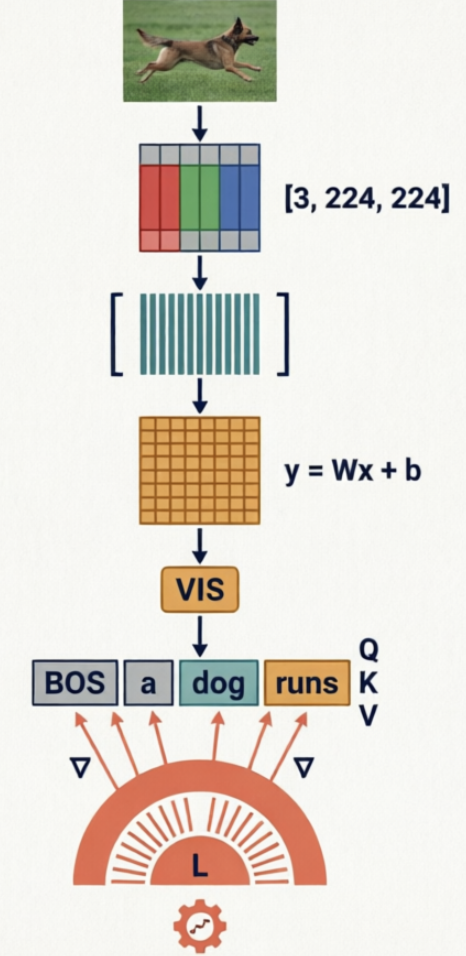 [3, 224, 224]
y = Wx + b
VIS
BOS a dog runs
Q
K
V
∇ ∇
L